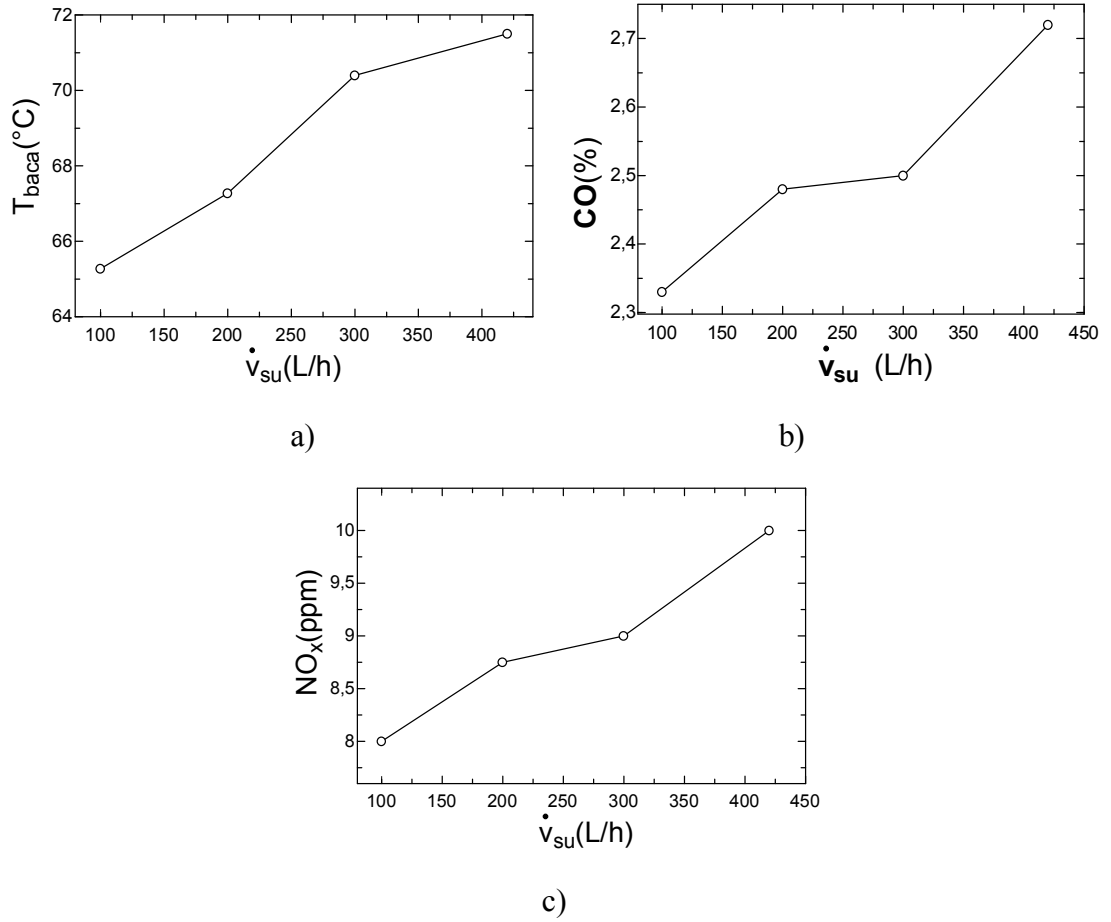 72
70
68
66
64
T_baca(°C)
100 150 200 250 300 350 400
v̇_su(L/h)
a)
2,7
2,6
2,5
2,4
2,3
CO(%)
100 150 200 250 300 350 400 450
v̇_su (L/h)
b)
10
9,5
9
8,5
8
NO_x(ppm)
100 150 200 250 300 350 400 450
v̇_su(L/h)
c)